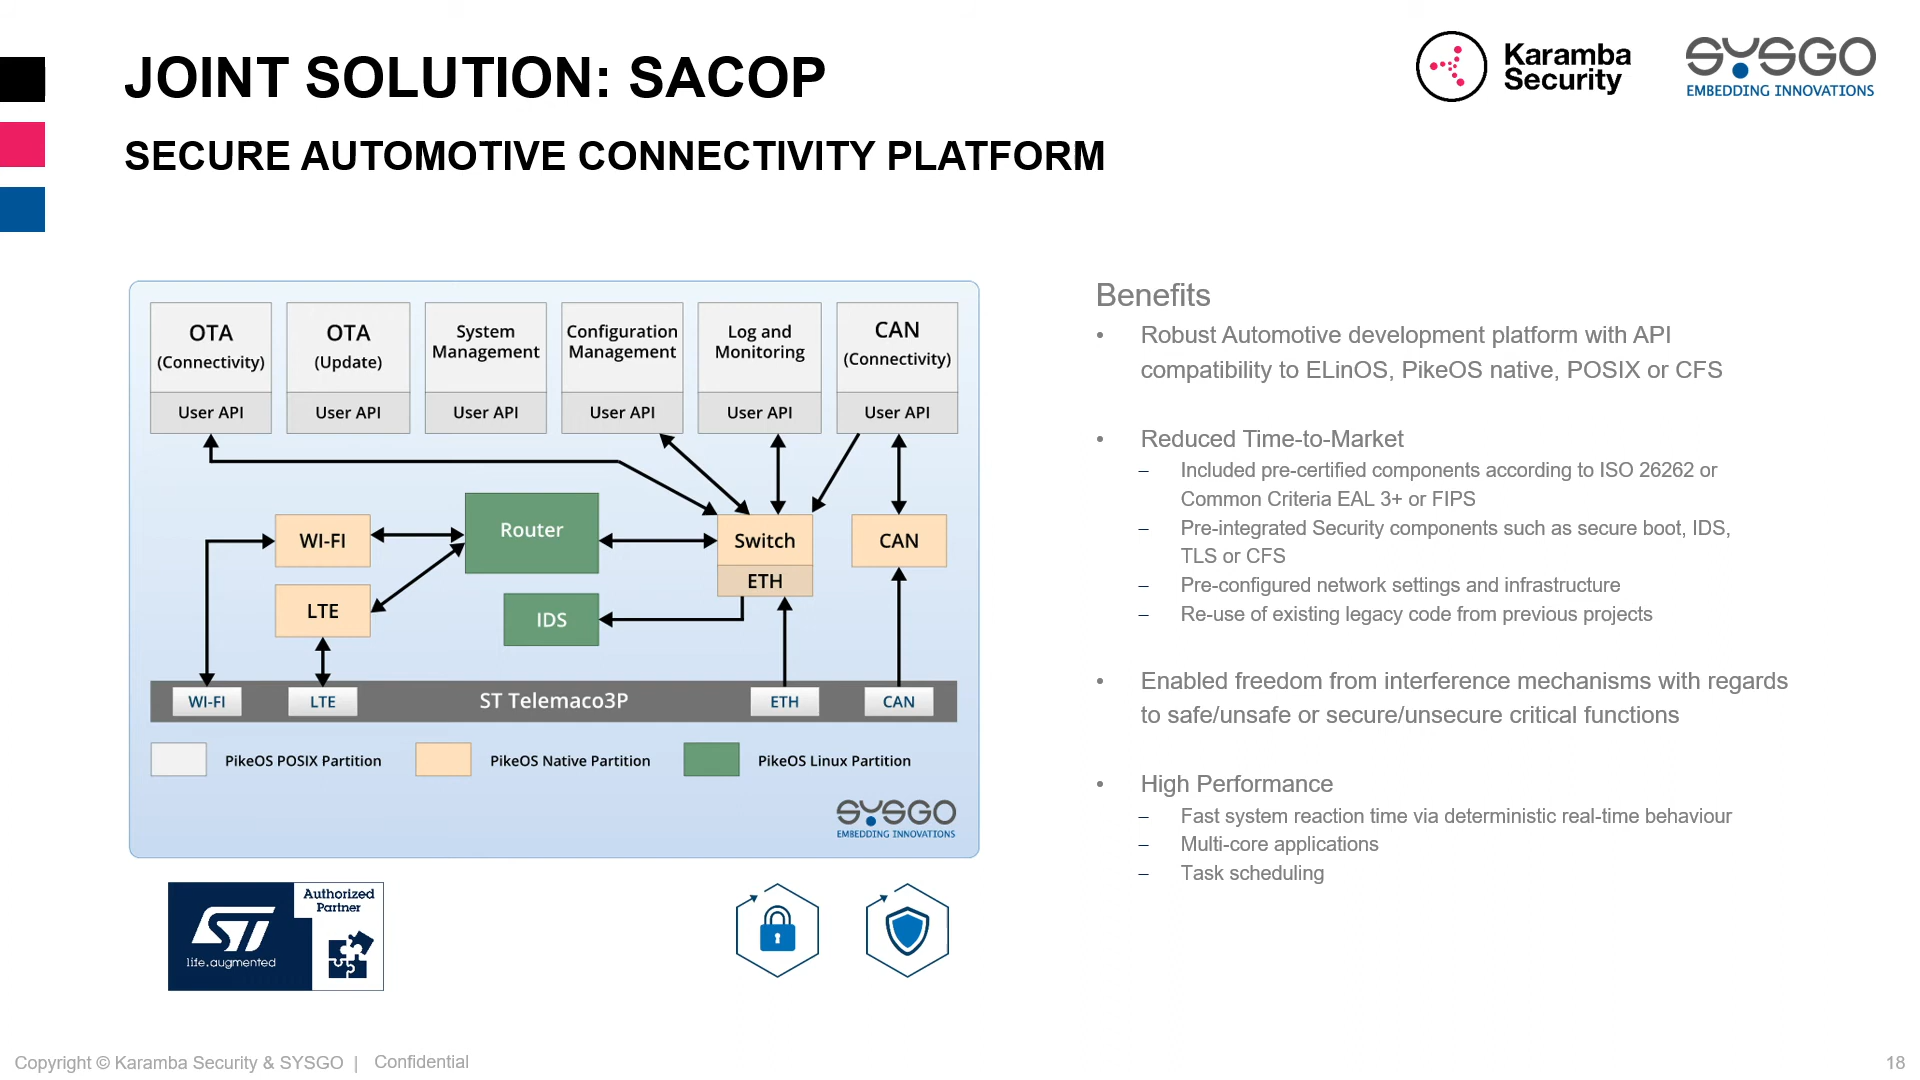 JOINT SOLUTION: SACOP
SECURE AUTOMOTIVE CONNECTIVITY PLATFORM
Karamba
Security
SYSGO
EMBEDDING INNOVATIONS
OTA
(Connectivity)
User API
OTA
(Update)
User API
System
Management
User API
Configuration
Management
User API
Log and
Monitoring
User API
CAN
(Connectivity)
User API
WI-FI
LTE
Router
IDS
Switch
ETH
CAN
WI-FI
LTE
ST Telemaco3P
ETH
CAN
PikeOS POSIX Partition
PikeOS Native Partition
PikeOS Linux Partition
SYSGO
EMBEDDING INNOVATIONS
ST
life.augmented
Authorized
Partner
Benefits
• Robust Automotive development platform with API
compatibility to ELinOS, PikeOS native, POSIX or CFS
• Reduced Time-to-Market
– Included pre-certified components according to ISO 26262 or
Common Criteria EAL 3+ or FIPS
– Pre-integrated Security components such as secure boot, IDS,
TLS or CFS
– Pre-configured network settings and infrastructure
– Re-use of existing legacy code from previous projects
• Enabled freedom from interference mechanisms with regards
to safe/unsafe or secure/unsecure critical functions
• High Performance
– Fast system reaction time via deterministic real-time behaviour
– Multi-core applications
– Task scheduling
Copyright © Karamba Security & SYSGO | Confidential
18